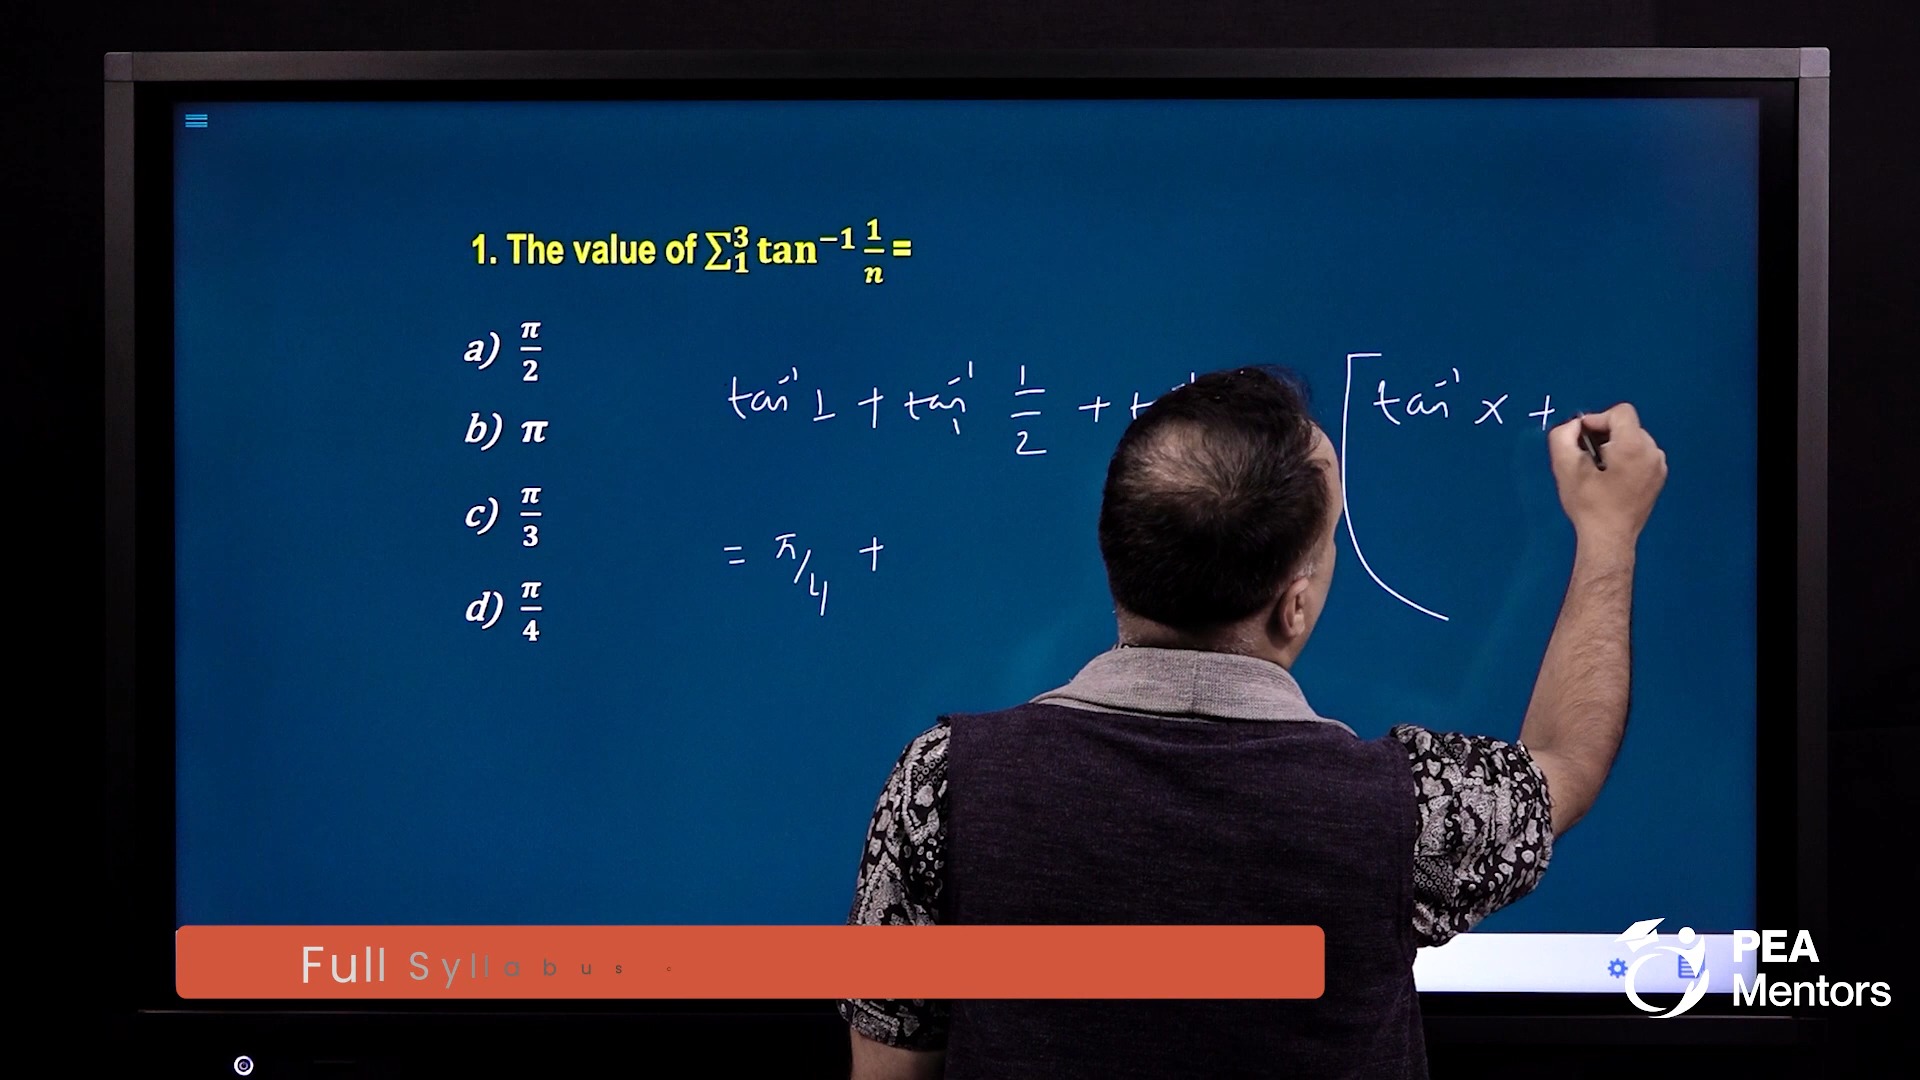 1. The value of ∑₁³ tan⁻¹ 1/n =
a) π/2
b) π
c) π/3
d) π/4
tan⁻¹ 1 + tan⁻¹ 1/2 +
[tan⁻¹ x +
= π/4 +
Full Syllabus
PEA
Mentors